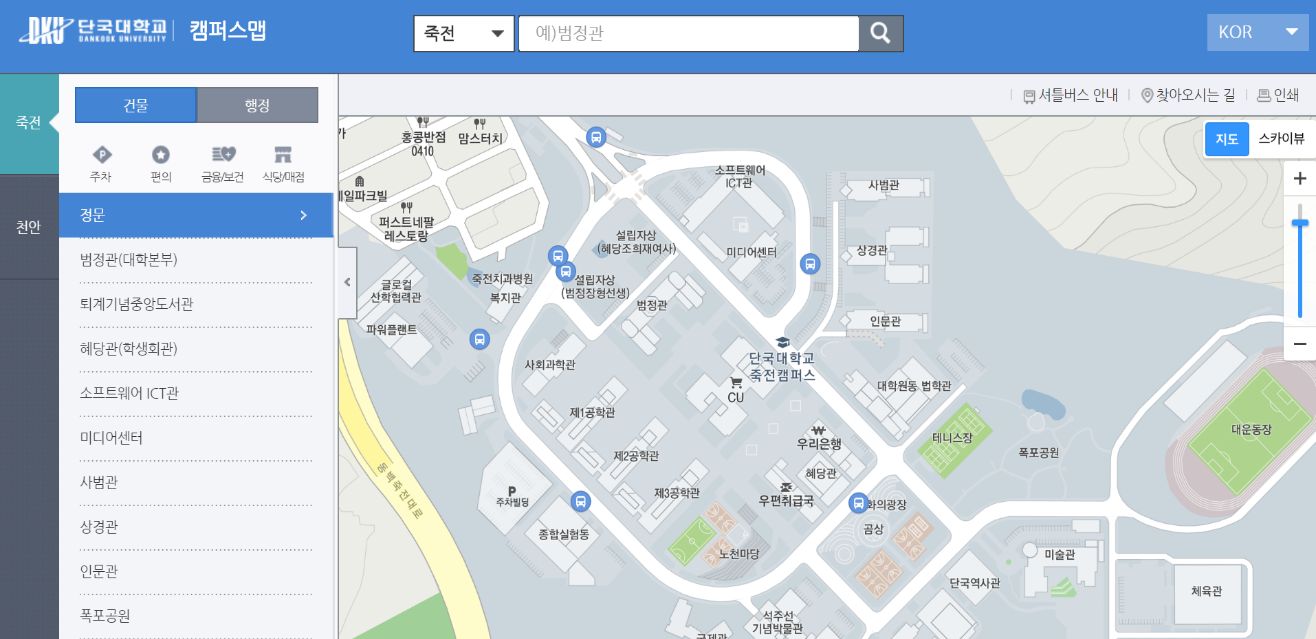 DKU 단국대학교
DANKOOK UNIVERSITY
캠퍼스맵
죽전
예)범정관
KOR
죽전
천안
건물
행정
주차
편의
금융/보건
식당/매점
정문
범정관(대학본부)
퇴계기념중앙도서관
혜당관(학생회관)
소프트웨어 ICT관
미디어센터
사범관
상경관
인문관
폭포공원
셔틀버스 안내
찾아오시는 길
인쇄
지도
스카이뷰
홍콩반점
0410
맘스터치
퍼스트네팔
레스토랑
소프트웨어
ICT관
사범관
설립자상
(혜당조희재여사)
미디어센터
상경관
죽전치과병원
복지관
설립자상
(범정장형선생)
글로컬
산학협력관
범정관
파워플랜트
인문관
단국대학교
죽전캠퍼스
사회과학관
CU
대학원동 법학관
제1공학관
대운동장
우리은행
테니스장
제2공학관
폭포공원
혜당관
제3공학관
P
주차빌딩
우편취급국
화의광장
곰상
종합실험동
노천마당
미술관
단국역사관
체육관
동백죽전대로
석주선
기념박물관